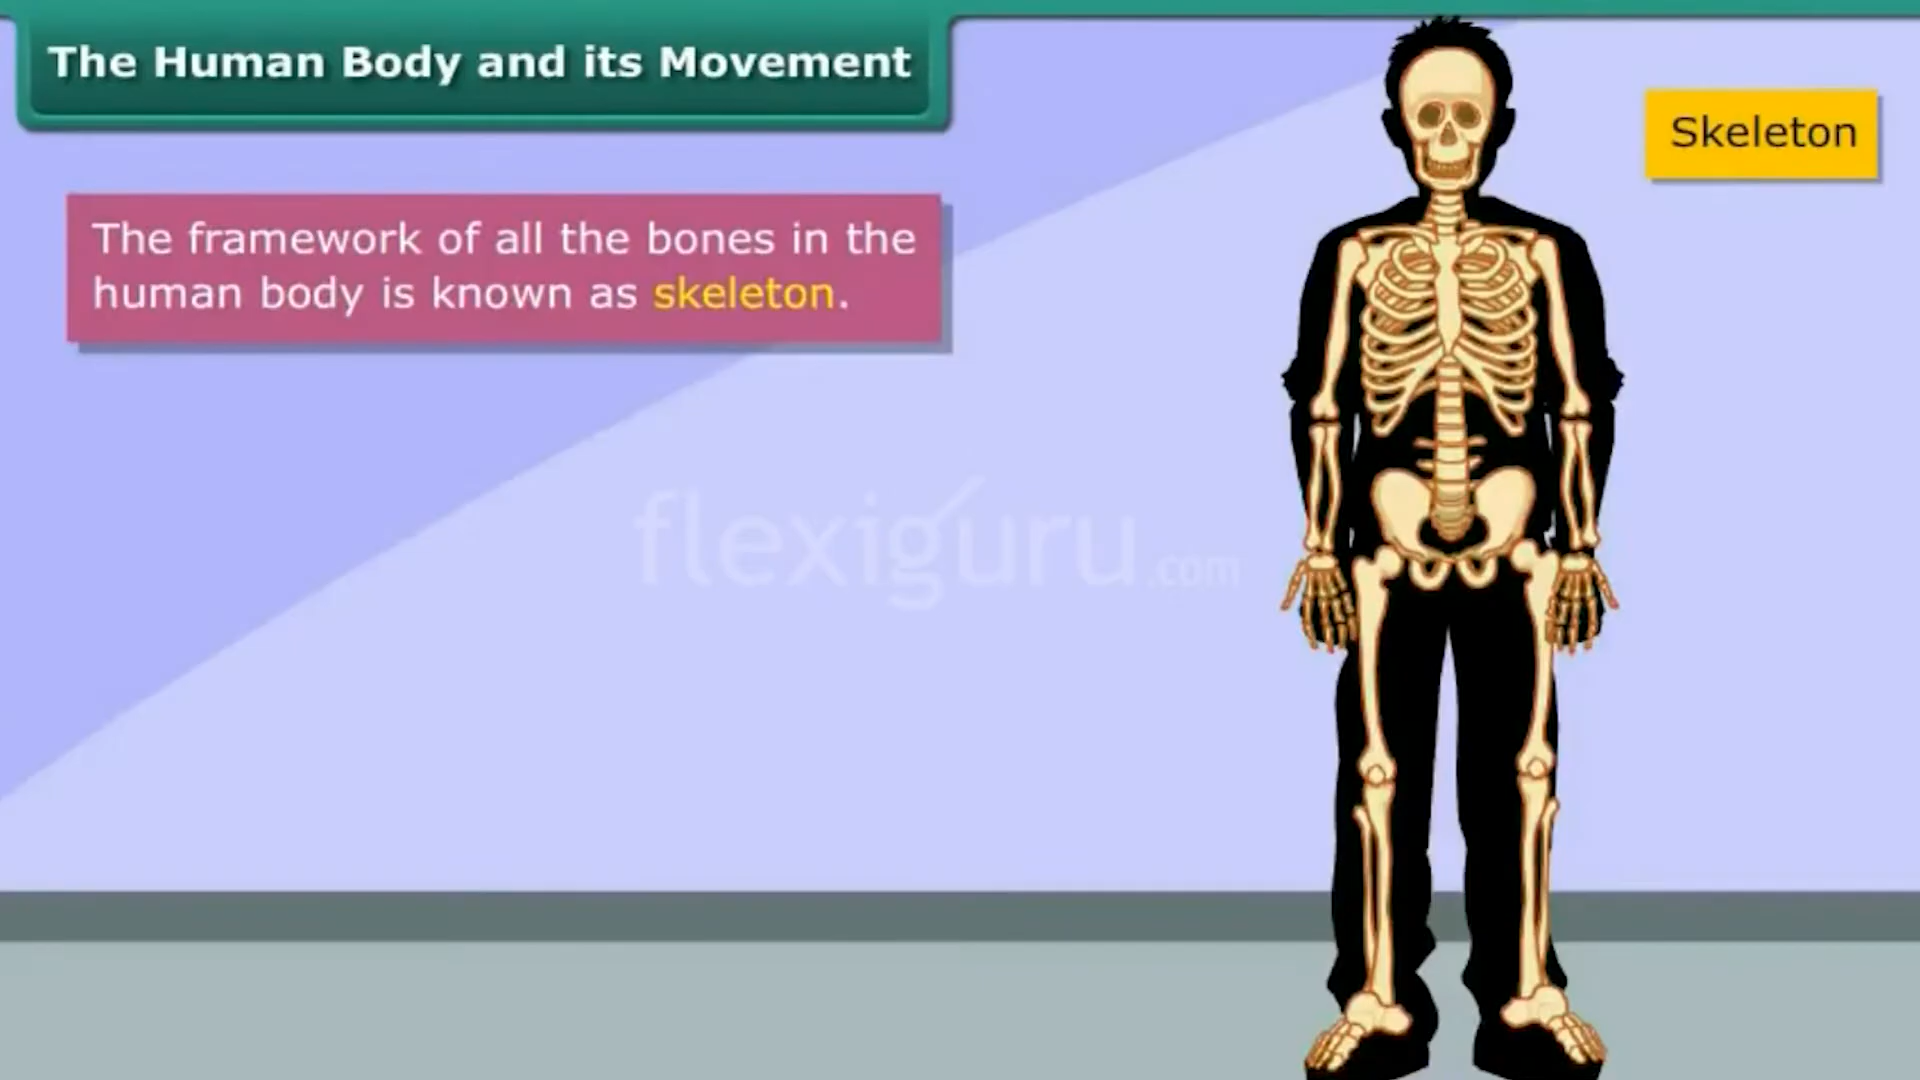 The Human Body and its Movement
Skeleton
The framework of all the bones in the
human body is known as skeleton.
flexiguru.com